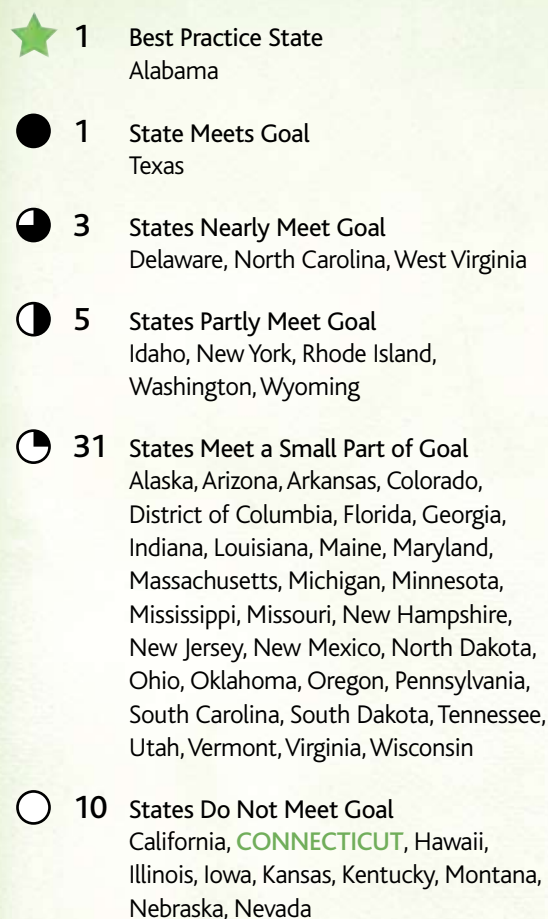 1 Best Practice State
Alabama
1 State Meets Goal
Texas
3 States Nearly Meet Goal
Delaware, North Carolina, West Virginia
5 States Partly Meet Goal
Idaho, New York, Rhode Island,
Washington, Wyoming
31 States Meet a Small Part of Goal
Alaska, Arizona, Arkansas, Colorado,
District of Columbia, Florida, Georgia,
Indiana, Louisiana, Maine, Maryland,
Massachusetts, Michigan, Minnesota,
Mississippi, Missouri, New Hampshire,
New Jersey, New Mexico, North Dakota,
Ohio, Oklahoma, Oregon, Pennsylvania,
South Carolina, South Dakota, Tennessee,
Utah, Vermont, Virginia, Wisconsin
10 States Do Not Meet Goal
California, CONNECTICUT, Hawaii,
Illinois, Iowa, Kansas, Kentucky, Montana,
Nebraska, Nevada